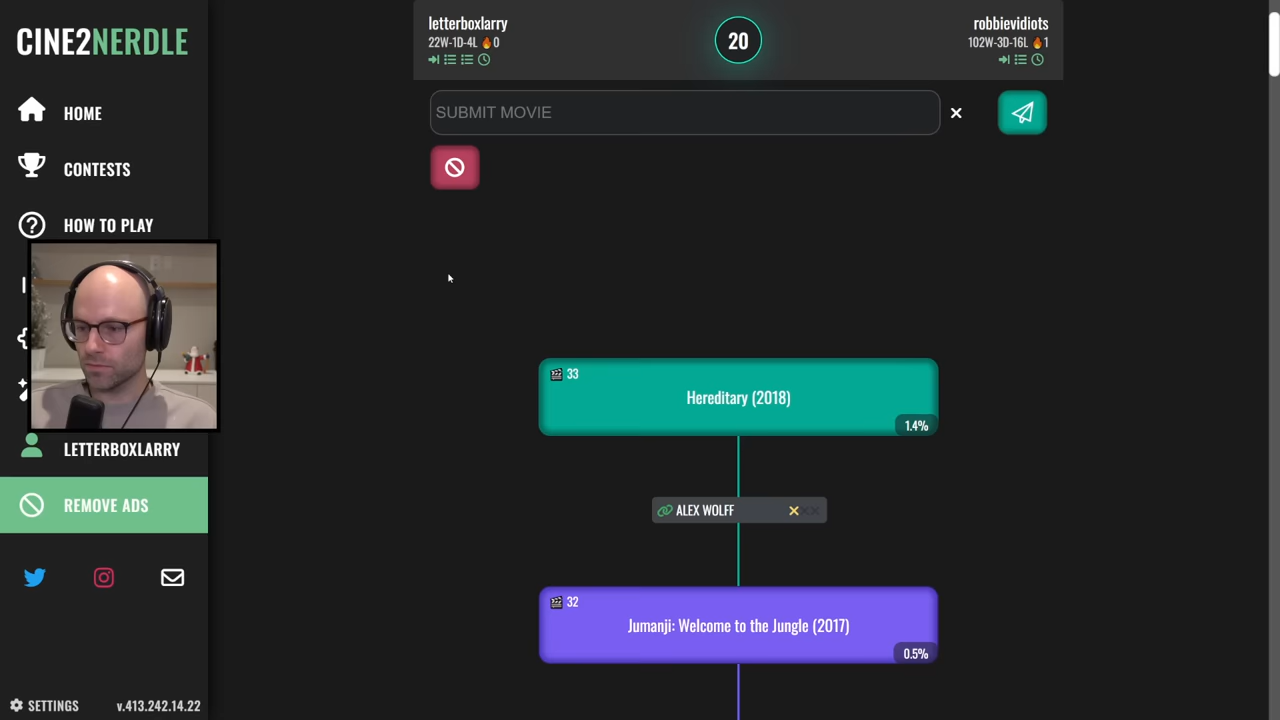 CINE2NERDLE
HOME
CONTESTS
HOW TO PLAY
LETTERBOXLARRY
REMOVE ADS
SETTINGS
v.413.242.14.22
letterboxlarry
22W-1D-4L 🔥0
20
robbievidiots
102W-3D-16L 🔥1
SUBMIT MOVIE
33
Hereditary (2018)
1.4%
ALEX WOLFF
32
Jumanji: Welcome to the Jungle (2017)
0.5%